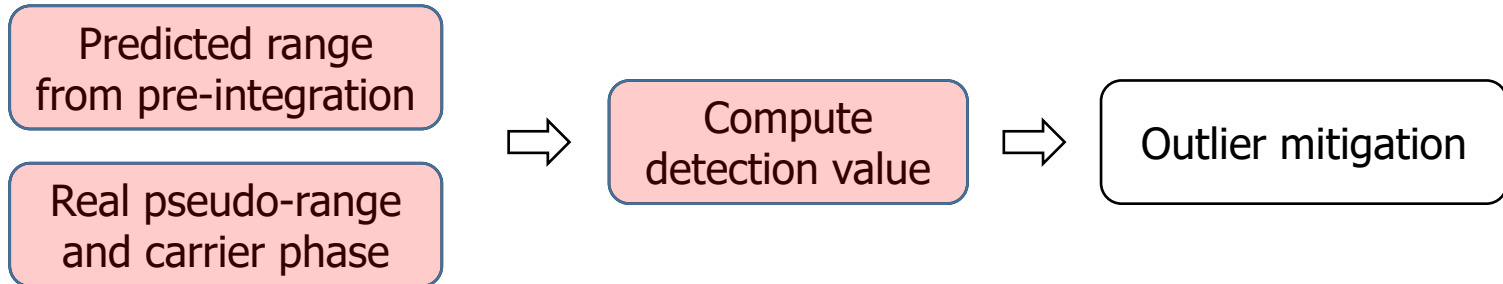 Predicted range
from pre-integration
Real pseudo-range
and carrier phase
Compute
detection value
Outlier mitigation